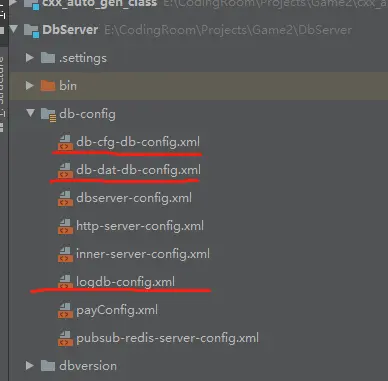 cxx_auto_gen_class E:\CodingRoom\Projects\Game2\cxx
DbServer E:\CodingRoom\Projects\Game2\DbServer
.settings
bin
db-config
db-cfg-db-config.xml
db-dat-db-config.xml
dbserver-config.xml
http-server-config.xml
inner-server-config.xml
logdb-config.xml
payConfig.xml
pubsub-redis-server-config.xml
dbversion